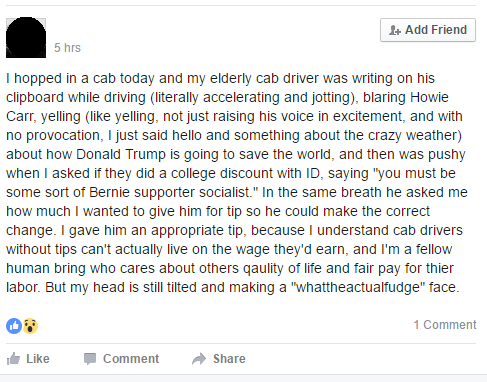 Add Friend
5 hrs
I hopped in a cab today and my elderly cab driver was writing on his
clipboard while driving (literally accelerating and jotting), blaring Howie
Carr, yelling (like yelling, not just raising his voice in excitement, and with
no provocation, I just said hello and something about the crazy weather)
about how Donald Trump is going to save the world, and then was pushy
when I asked if they did a college discount with ID, saying "you must be
some sort of Bernie supporter socialist." In the same breath he asked me
how much I wanted to give him for tip so he could make the correct
change. I gave him an appropriate tip, because I understand cab drivers
without tips can't actually live on the wage they'd earn, and I'm a fellow
human bring who cares about others qaulity of life and fair pay for thier
labor. But my head is still tilted and making a "whattheactualfudge" face.
1 Comment
Like Comment Share